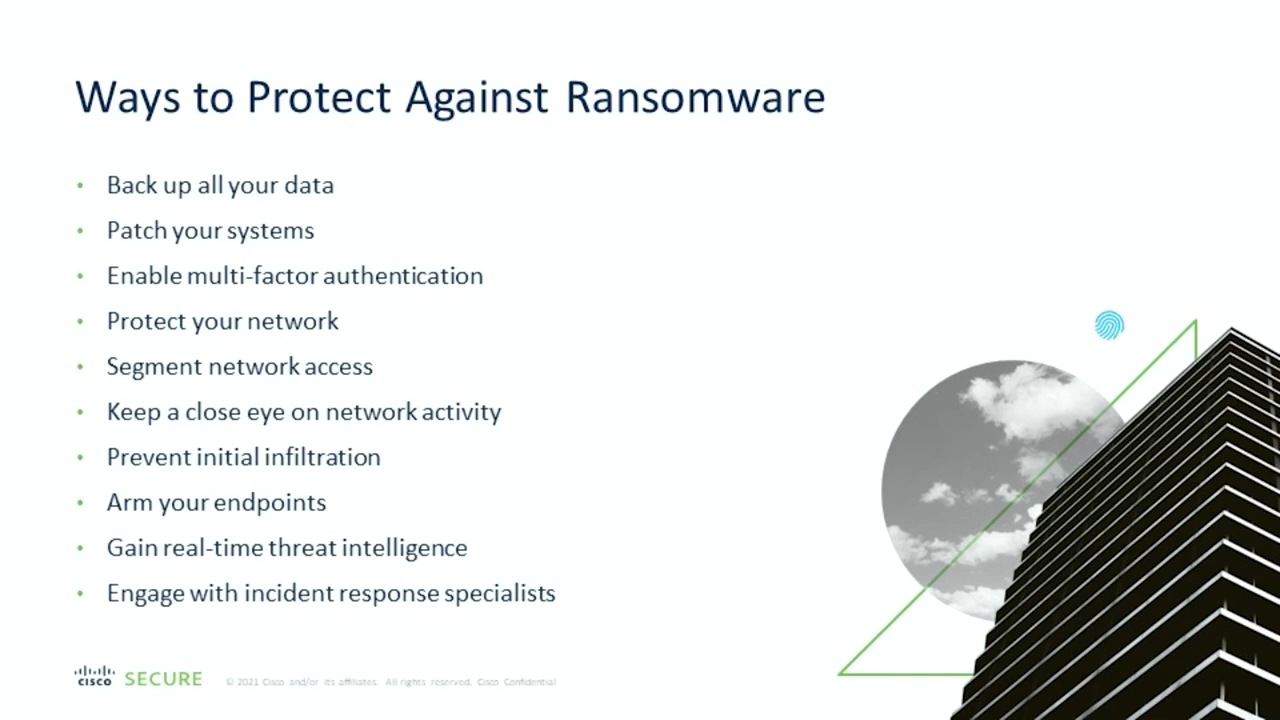 Ways to Protect Against Ransomware
• Back up all your data
• Patch your systems
• Enable multi-factor authentication
• Protect your network
• Segment network access
• Keep a close eye on network activity
• Prevent initial infiltration
• Arm your endpoints
• Gain real-time threat intelligence
• Engage with incident response specialists
CISCO SECURE © 2021 Cisco and/or its affiliates. All rights reserved. Cisco Confidential